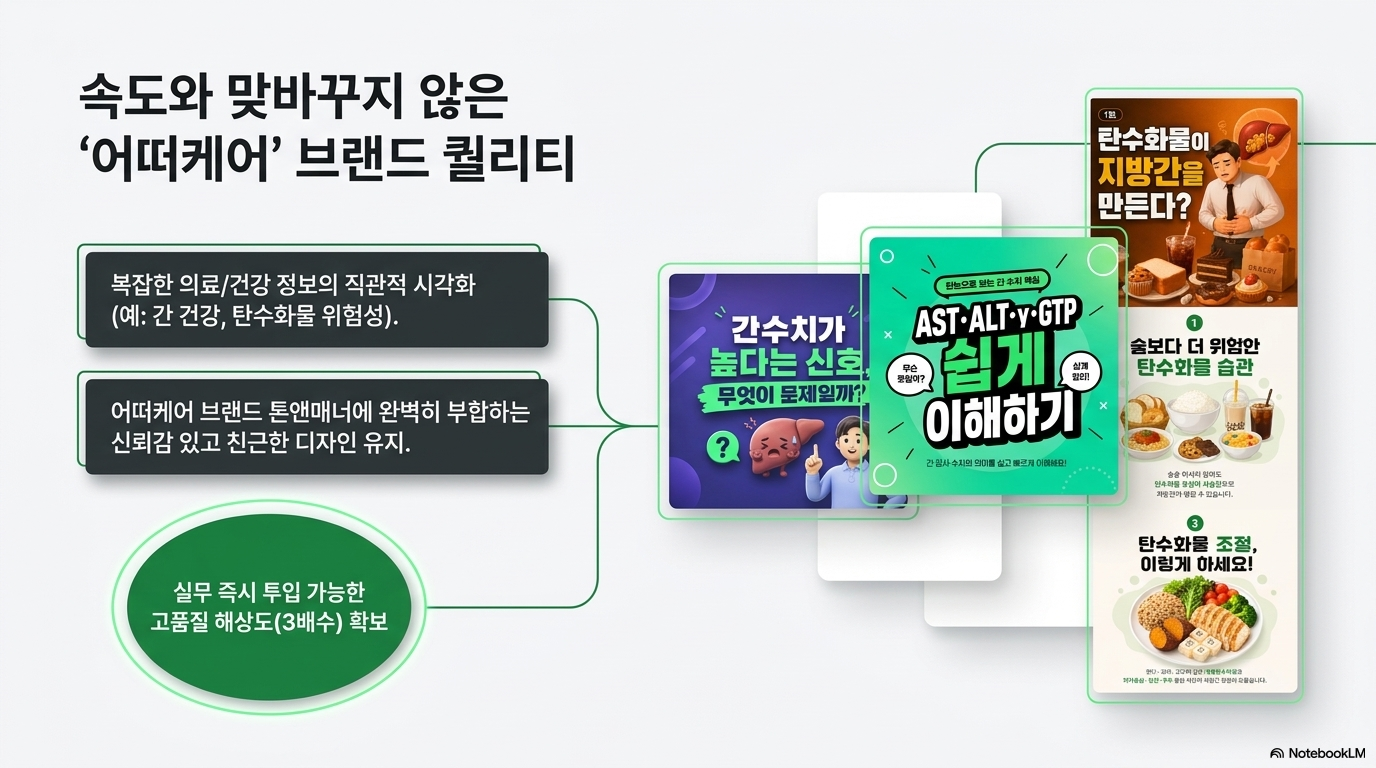 속도와 맞바꾸지 않은
‘어떠케어’ 브랜드 퀄리티
복잡한 의료/건강 정보의 직관적 시각화
(예: 간 건강, 탄수화물 위험성).
어떠케어 브랜드 톤앤매너에 완벽히 부합하는
신뢰감 있고 친근한 디자인 유지.
실무 즉시 투입 가능한
고품질 해상도(3배수) 확보
간수치가
높다는 신호,
무엇이 문제일까?
?
AST·ALT·γ·GTP
쉽게
이해하기
무슨
탄수화물이
지방간을
만든다?
1
술보다 더 위험한
탄수화물 습관
3
탄수화물 조절,
이렇게 하세요!
NotebookLM